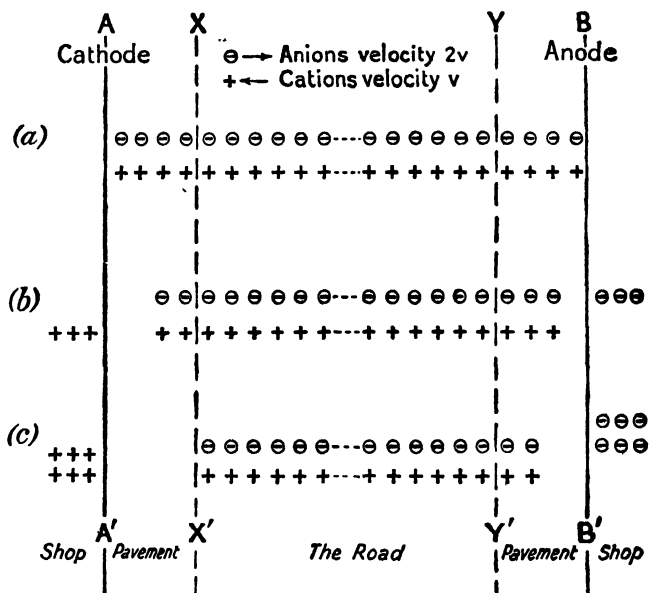 A X Y B
Cathode ⊖→ Anions velocity 2v Anode
+← Cations velocity v
(a) ⊖⊖⊖⊖⊖⊖⊖⊖⊖⊖----⊖⊖⊖⊖⊖⊖⊖⊖⊖⊖
++++++++++----++++++++++
(b) ⊖⊖⊖⊖⊖⊖⊖⊖----⊖⊖⊖⊖⊖⊖⊖⊖⊖ ⊖⊖⊖
+++ ++++++++----+++++++++
⊖⊖⊖
(c) ⊖⊖⊖⊖⊖⊖----⊖⊖⊖⊖⊖⊖⊖⊖ ⊖⊖⊖
+++
+++ ++++++----++++++++
A' X' Y' B'
Shop Pavement The Road Pavement Shop